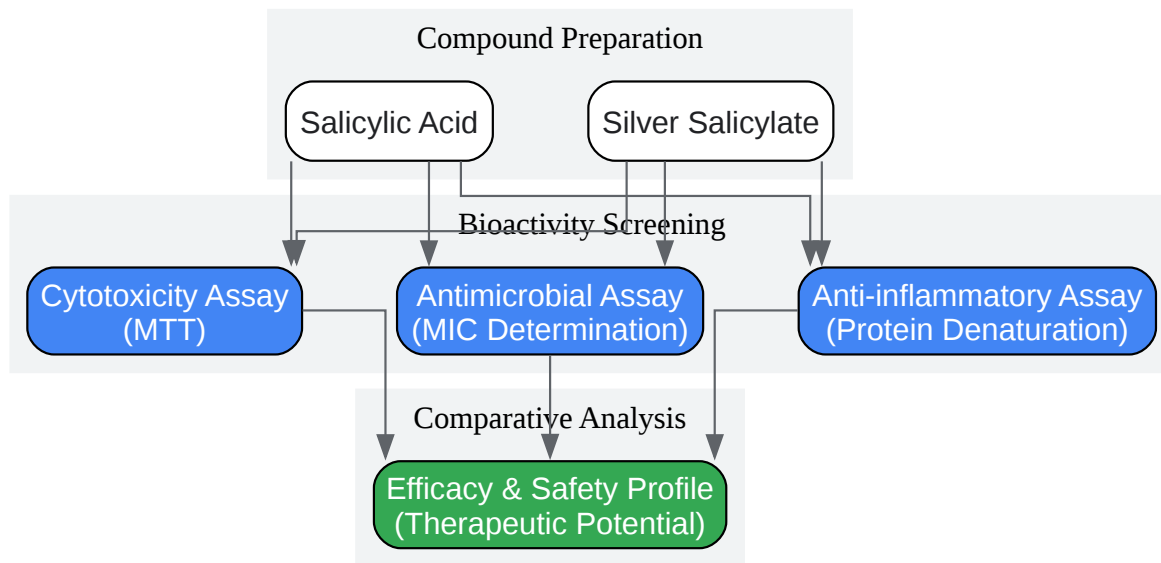 Compound Preparation
Salicylic Acid
Silver Salicylate
Bioactivity Screening
Cytotoxicity Assay
(MTT)
Antimicrobial Assay
(MIC Determination)
Anti-inflammatory Assay
(Protein Denaturation)
Comparative Analysis
Efficacy & Safety Profile
(Therapeutic Potential)